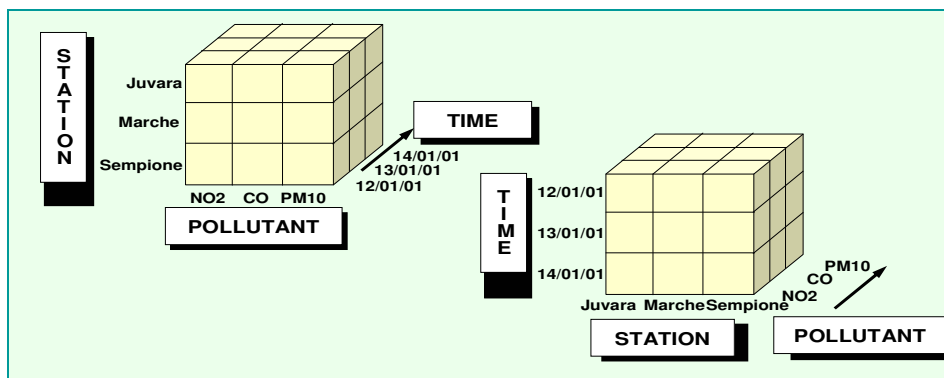 STATION
Juvara
Marche
Sempione
NO2 CO PM10
POLLUTANT
TIME
14/01/01
13/01/01
12/01/01
TIME
12/01/01
13/01/01
14/01/01
Juvara Marche Sempione
STATION
PM10
CO
NO2
POLLUTANT